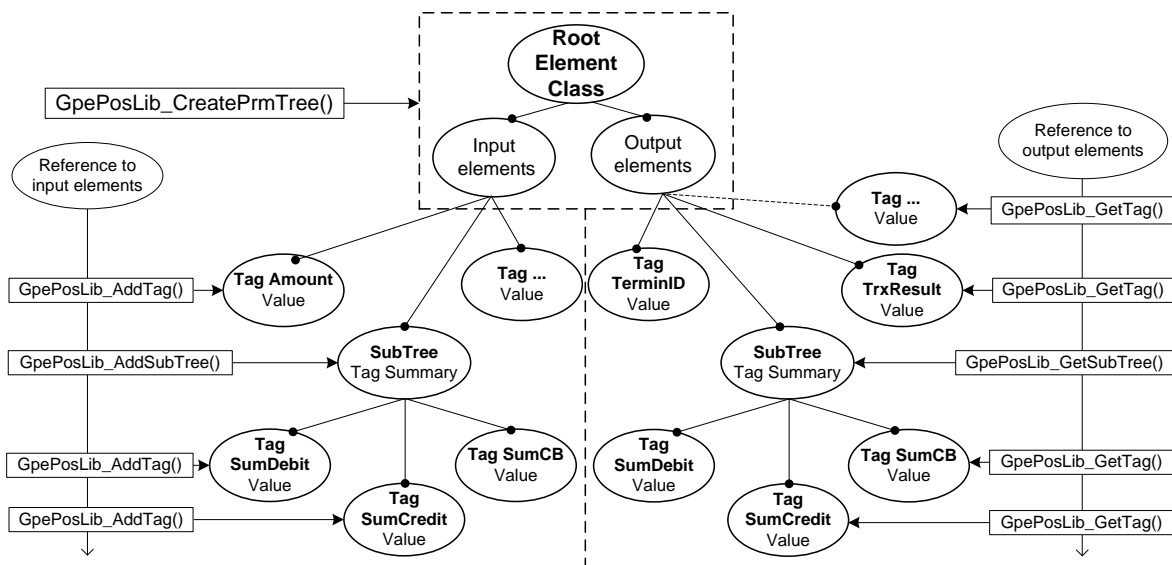 Root
Element
Class
GpePosLib_CreatePrmTree()
Input
elements
Output
elements
Reference to
input elements
Reference to
output elements
Tag ...
Value
GpePosLib_GetTag()
GpePosLib_AddTag()
Tag Amount
Value
Tag ...
Value
Tag
TerminID
Value
Tag
TrxResult
Value
GpePosLib_GetTag()
GpePosLib_AddSubTree()
SubTree
Tag Summary
SubTree
Tag Summary
GpePosLib_GetSubTree()
GpePosLib_AddTag()
Tag
SumDebit
Value
Tag SumCB
Value
Tag
SumDebit
Value
Tag SumCB
Value
GpePosLib_GetTag()
GpePosLib_AddTag()
Tag
SumCredit
Value
Tag
SumCredit
Value
GpePosLib_GetTag()